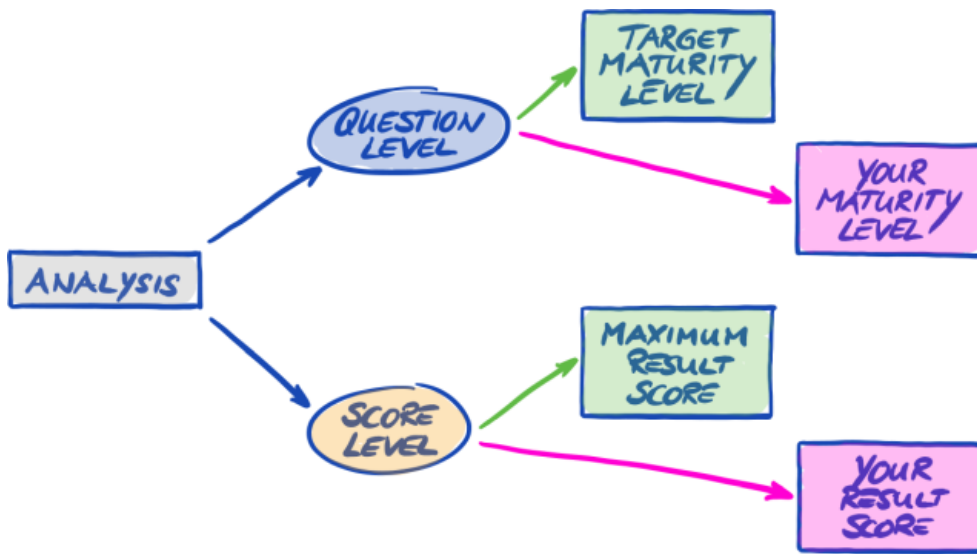 TARGET
MATURITY
LEVEL
QUESTION
LEVEL
YOUR
MATURITY
LEVEL
ANALYSIS
MAXIMUM
RESULT
SCORE
SCORE
LEVEL
YOUR
RESULT
SCORE